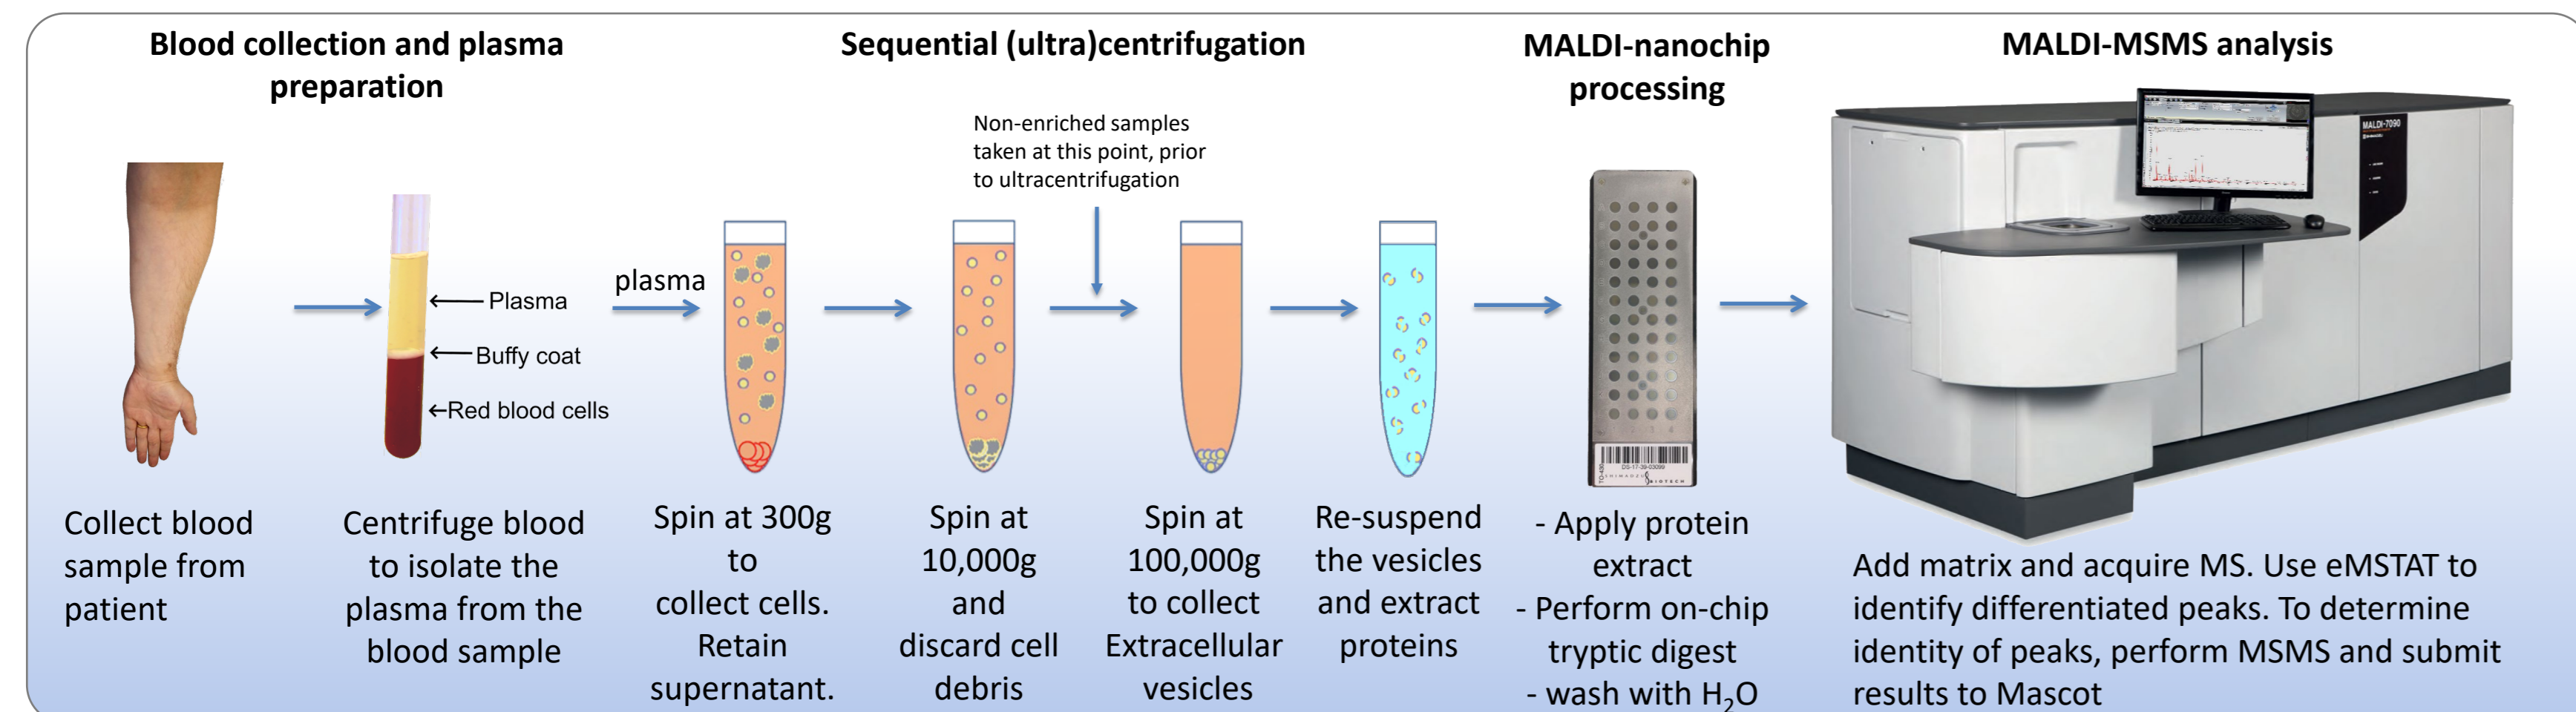 Blood collection and plasma
preparation
Sequential (ultra)centrifugation
MALDI-nanochip
processing
MALDI-MSMS analysis
Non-enriched samples
taken at this point, prior
to ultracentrifugation
plasma
Plasma
Buffy coat
Red blood cells
MALDI-7090
Collect blood
sample from
patient
Centrifuge blood
to isolate the
plasma from the
blood sample
Spin at 300g
to
collect cells.
Retain
supernatant.
Spin at
10,000g
and
discard cell
debris
Spin at
100,000g
to collect
Extracellular
vesicles
Re-suspend
the vesicles
and extract
proteins
- Apply protein
extract
- Perform on-chip
tryptic digest
- wash with H₂O
Add matrix and acquire MS. Use eMSTAT to
identify differentiated peaks. To determine
identity of peaks, perform MSMS and submit
results to Mascot